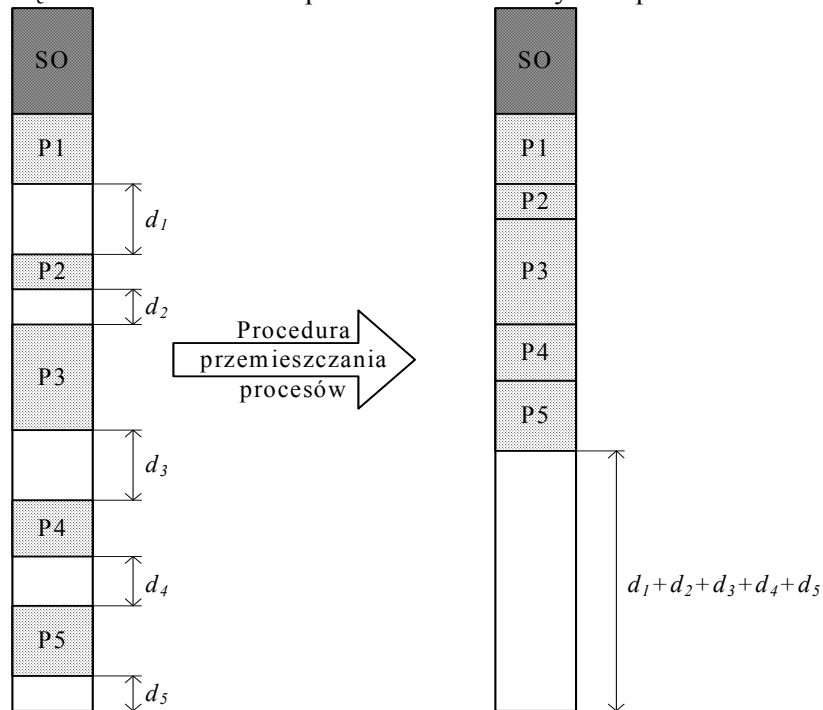 SO
P1
d1
P2
d2
P3
d3
P4
d4
P5
d5
Procedura
przemieszczania
procesów
SO
P1
P2
P3
P4
P5
d1+d2+d3+d4+d5